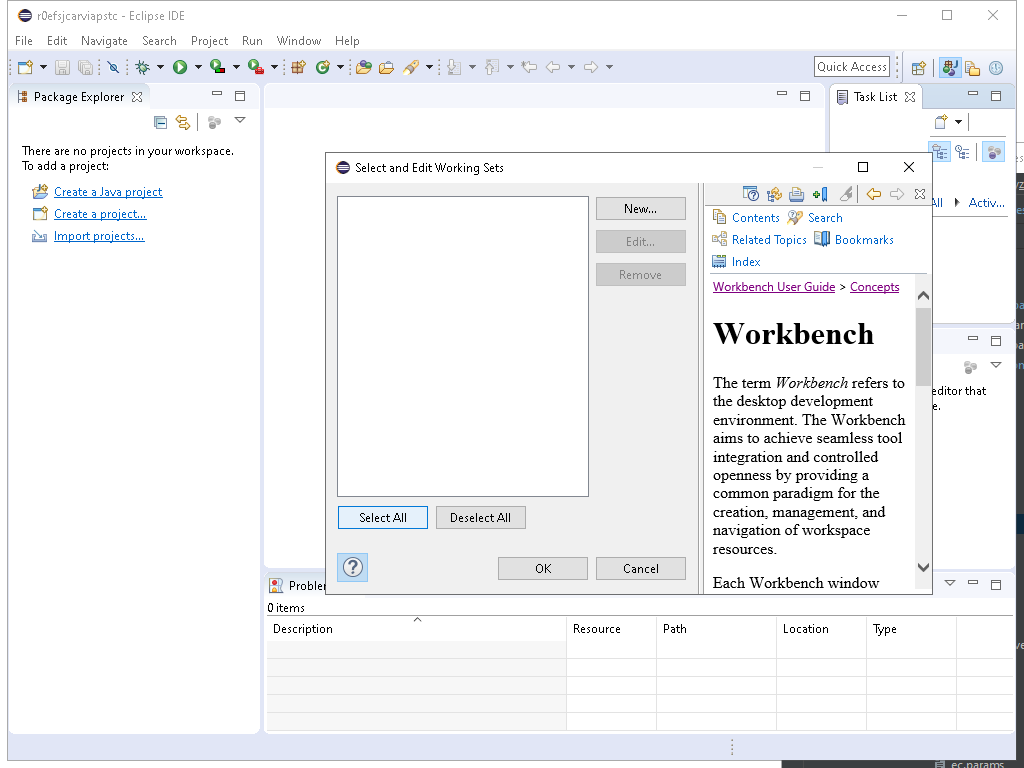 r0efsjcarviapstc - Eclipse IDE
File Edit Navigate Search Project Run Window Help
Quick Access
Package Explorer
Task List
There are no projects in your workspace.
To add a project:
Create a Java project
Create a project...
Import projects...
Select and Edit Working Sets
New...
Edit...
Remove
Select All
Deselect All
OK
Cancel
Contents
Search
Related Topics
Bookmarks
Index
Workbench User Guide > Concepts
Workbench
The term Workbench refers to
the desktop development
environment. The Workbench
aims to achieve seamless tool
integration and controlled
openness by providing a
common paradigm for the
creation, management, and
navigation of workspace
resources.
Each Workbench window
All
Activ...
editor that
e.
Problem
0 items
Description Resource Path Location Type
ec.params